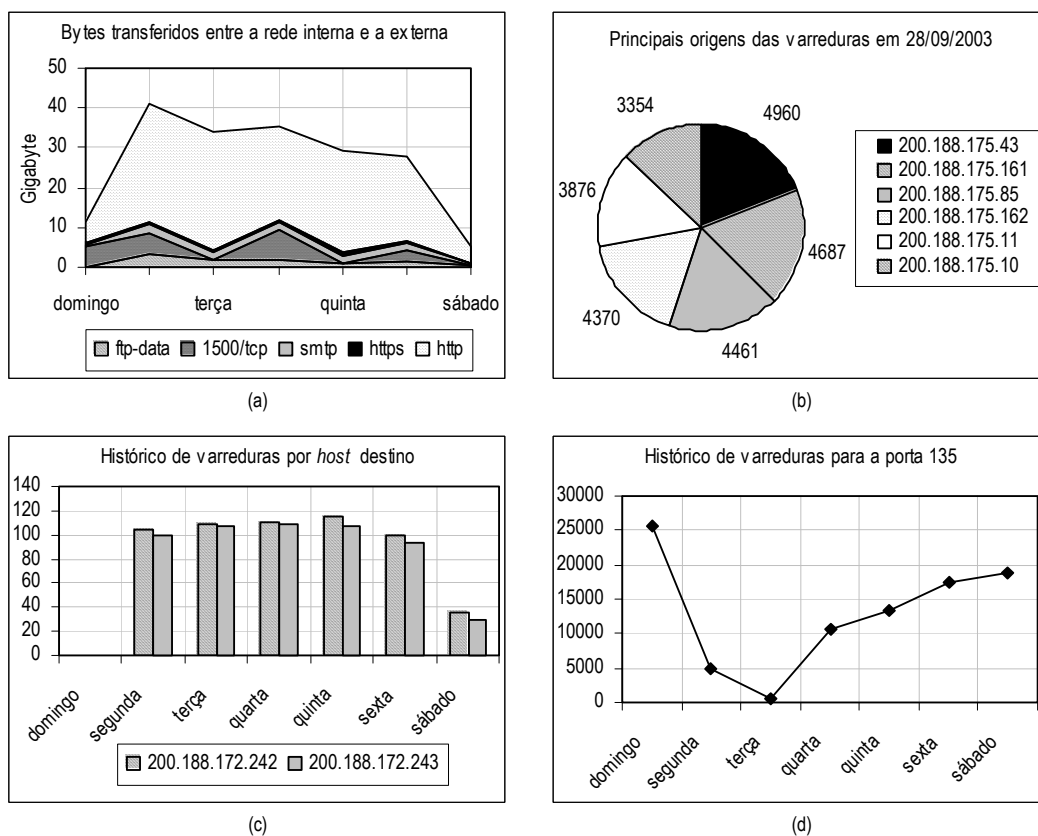 Bytes transferidos entre a rede interna e a externa
Gigabyte
50
40
30
20
10
0
domingo terça quinta sábado
ftp-data 1500/tcp smtp https http
(a)
Principais origens das varreduras em 28/09/2003
3354 4960
3876
4687
4370
4461
200.188.175.43
200.188.175.161
200.188.175.85
200.188.175.162
200.188.175.11
200.188.175.10
(b)
Histórico de varreduras por host destino
140
120
100
80
60
40
20
0
domingo segunda terça quarta quinta sexta sábado
200.188.172.242 200.188.172.243
(c)
Histórico de varreduras para a porta 135
30000
25000
20000
15000
10000
5000
0
domingo segunda terça quarta quinta sexta sábado
(d)